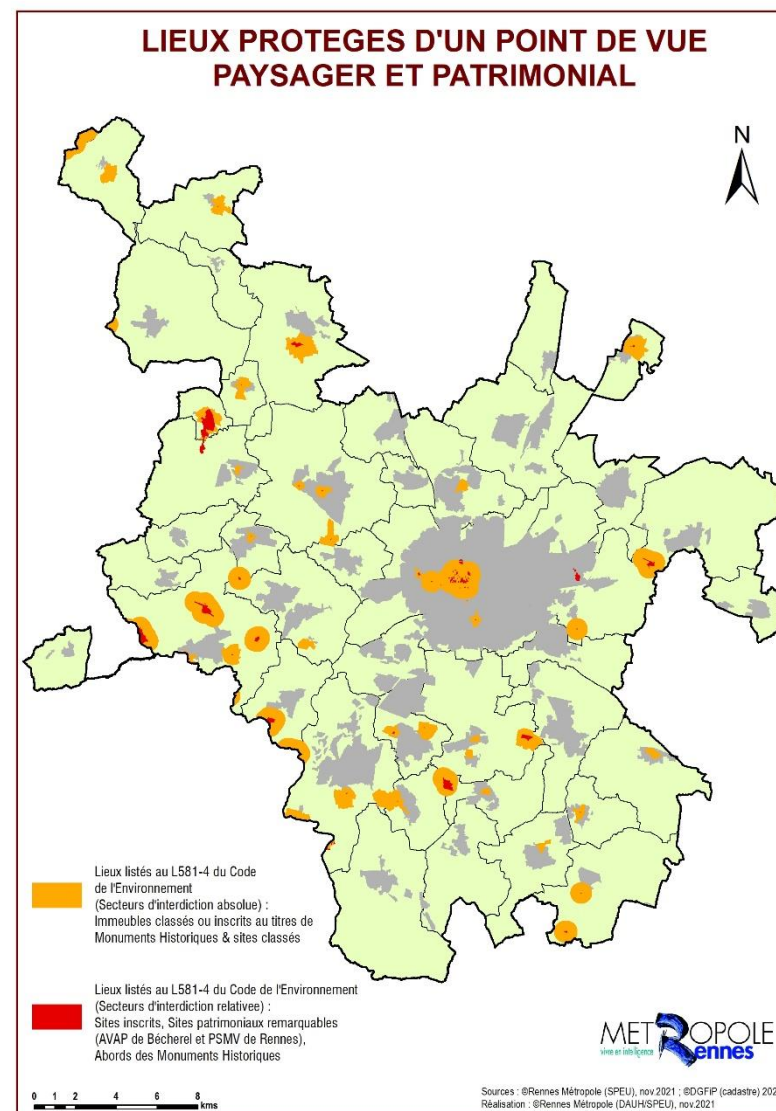 LIEUX PROTEGES D'UN POINT DE VUE
PAYSAGER ET PATRIMONIAL
N
Lieux listés au L581-4 du Code
de l'Environnement
(Secteurs d'interdiction absolue) :
Immeubles classés ou inscrits au titres de
Monuments Historiques & sites classés
Lieux listés au L581-4 du Code de l'Environnement
(Secteurs d'interdiction relativee) :
Sites inscrits, Sites patrimoniaux remarquables
(AVAP de Bécherel et PSMV de Rennes),
Abords des Monuments Historiques
METROPOLE
vivre en intelligence
Rennes
0 1 2 4 6 8
kms
Sources : ©Rennes Métropole (SPEU), nov.2021 ; ©DGFiP (cadastre) 202
Réalisation : ©Rennes Métropole (DAUH/SPEU), nov.2021